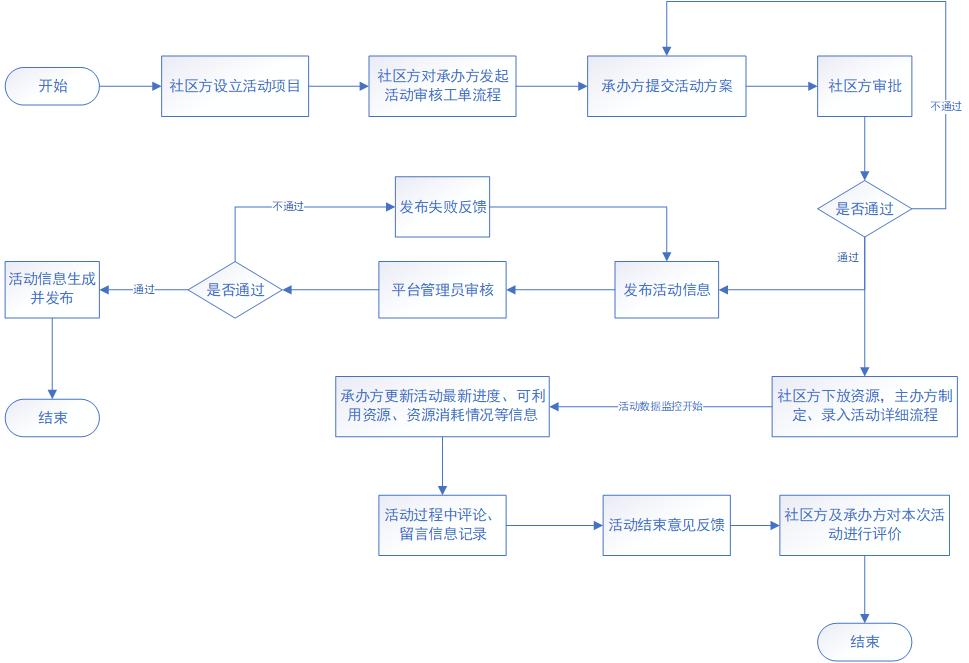 开始
社区方设立活动项目
社区方对承办方发起
活动审核工单流程
承办方提交活动方案
社区方审批
不通过
是否通过
通过
不通过
发布失败反馈
活动信息生成
并发布
通过
是否通过
平台管理员审核
发布活动信息
结束
承办方更新活动最新进度、可利
用资源、资源消耗情况等信息
活动数据监控开始
社区方下放资源，主办方制
定、录入活动详细流程
活动过程中评论、
留言信息记录
活动结束意见反馈
社区方及承办方对本次活
动进行评价
结束